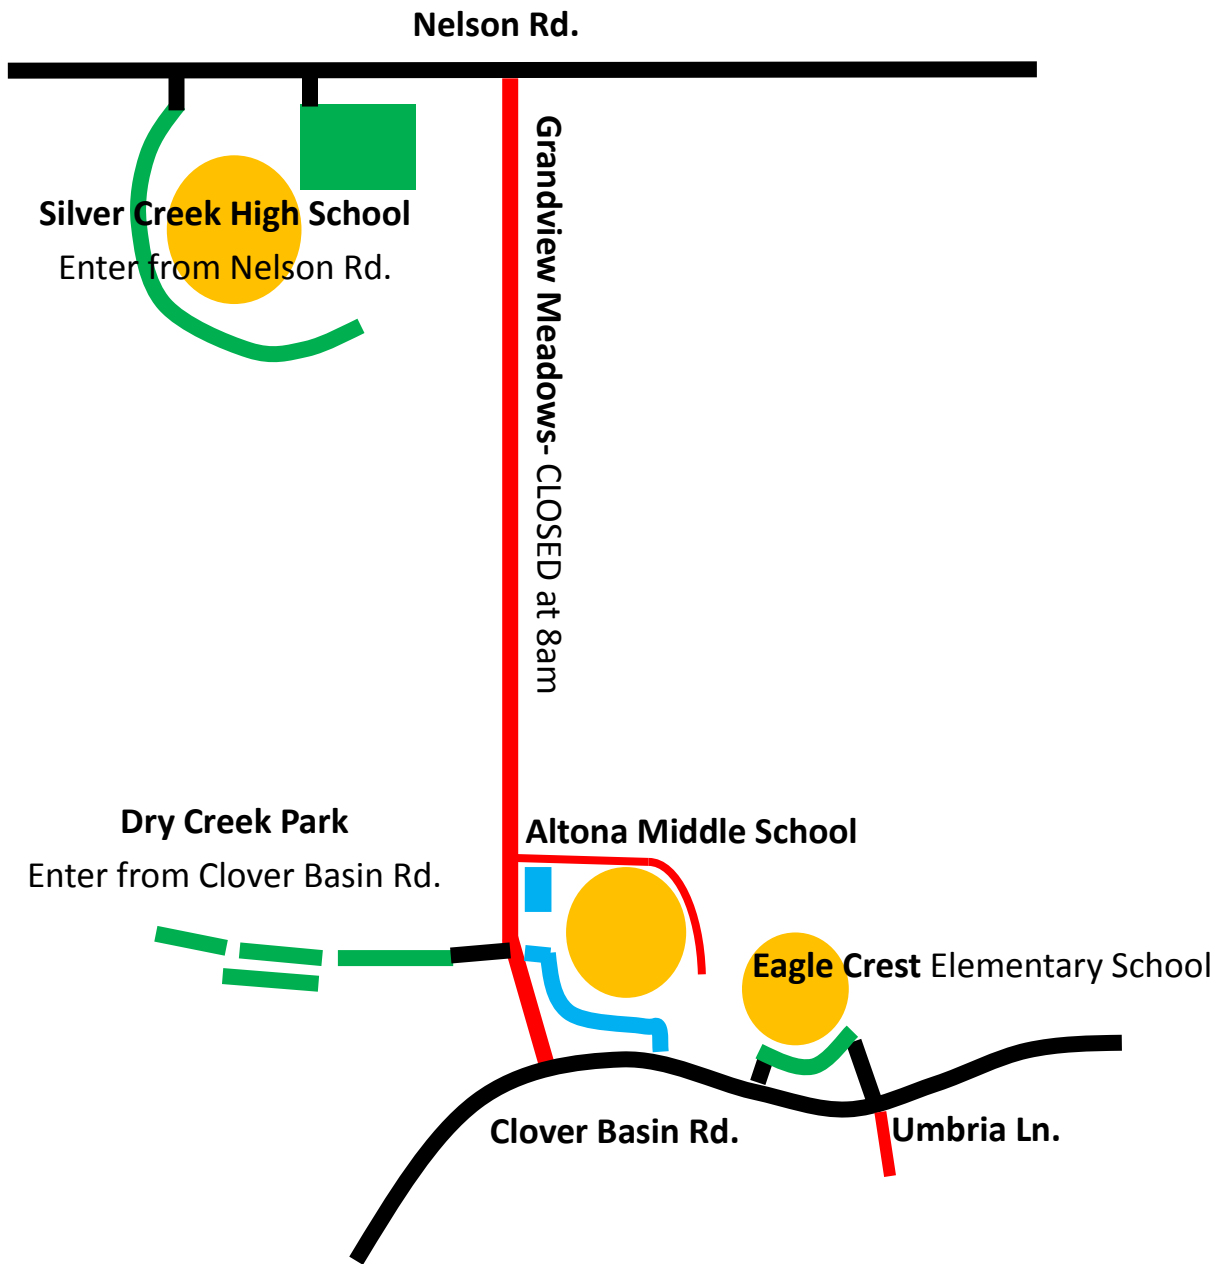 Nelson Rd.
Grandview Meadows- CLOSED at 8am
Silver Creek High School
Enter from Nelson Rd.
Dry Creek Park
Enter from Clover Basin Rd.
Altona Middle School
Eagle Crest Elementary School
Clover Basin Rd.
Umbria Ln.